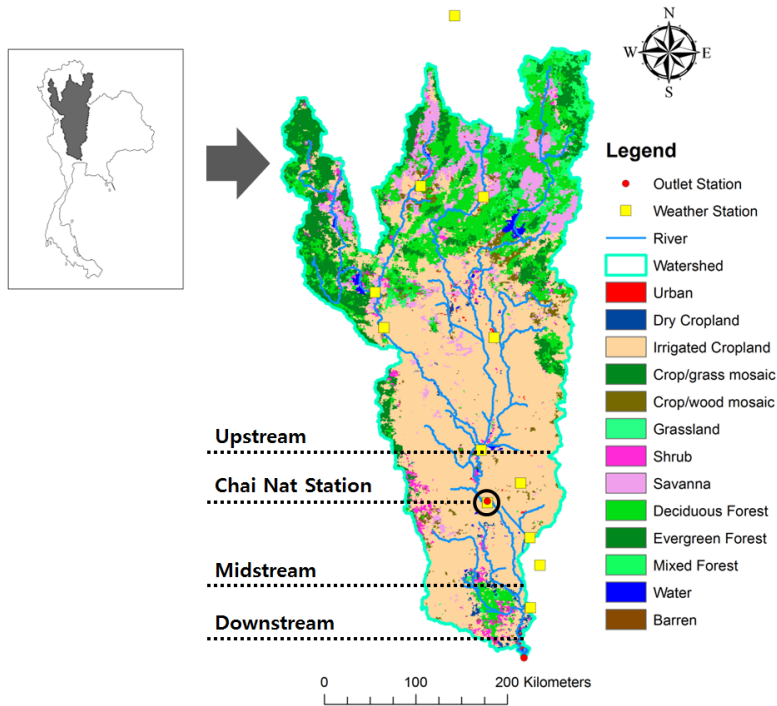 N
W E
S
Legend
Outlet Station
Weather Station
River
Watershed
Urban
Dry Cropland
Irrigated Cropland
Crop/grass mosaic
Crop/wood mosaic
Grassland
Shrub
Savanna
Deciduous Forest
Evergreen Forest
Mixed Forest
Water
Barren
Upstream
Chai Nat Station
Midstream
Downstream
0 100 200 Kilometers